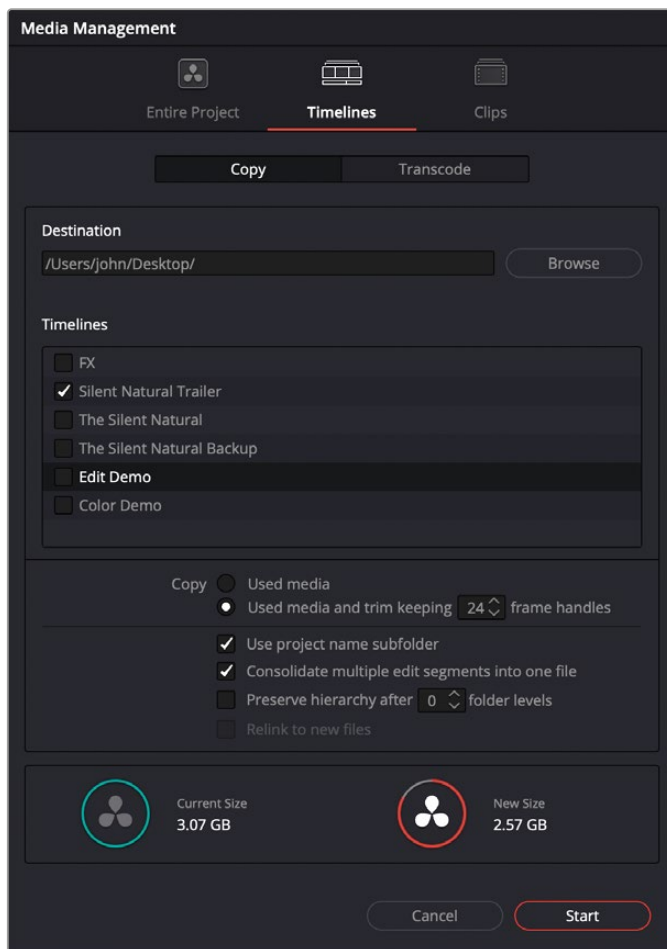 Media Management
Entire Project Timelines Clips
Copy Transcode
Destination
/Users/john/Desktop/ Browse
Timelines
FX
Silent Natural Trailer
The Silent Natural
The Silent Natural Backup
Edit Demo
Color Demo
Copy Used media
Used media and trim keeping 24 frame handles
Use project name subfolder
Consolidate multiple edit segments into one file
Preserve hierarchy after 0 folder levels
Relink to new files
Current Size New Size
3.07 GB 2.57 GB
Cancel Start